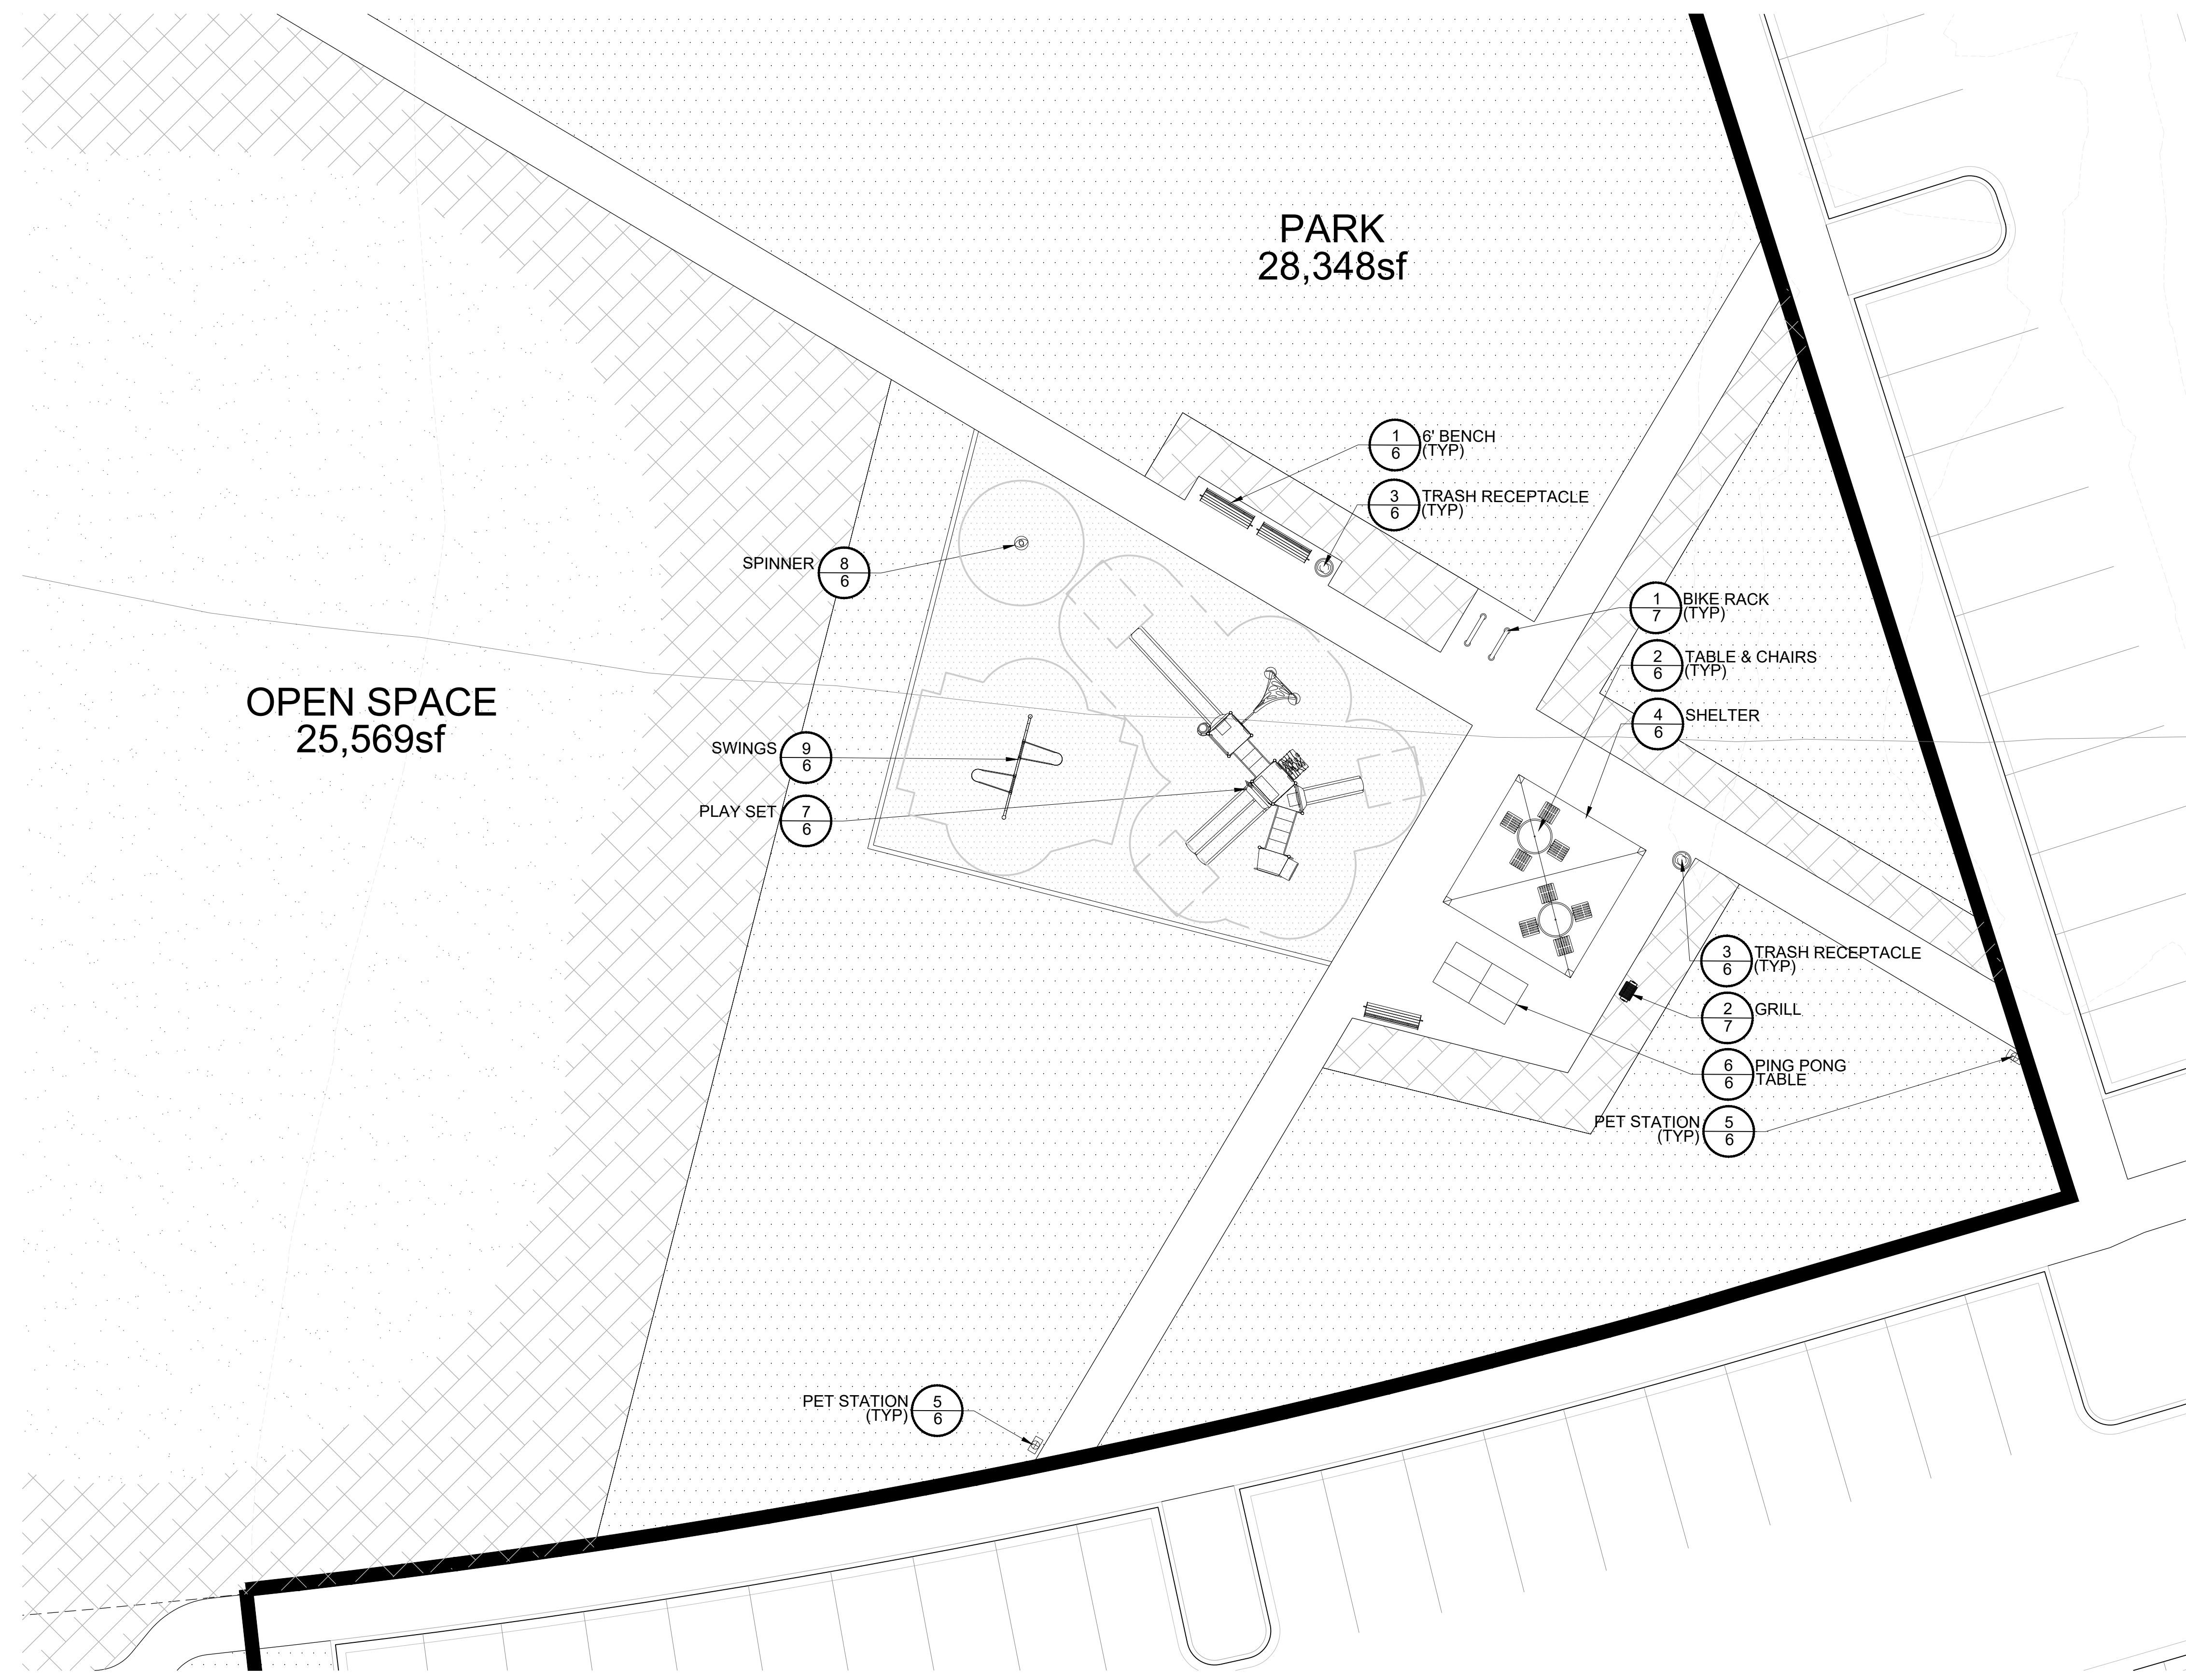 PARK
28,348sf
1
6
6' BENCH
(TYP)
3
6
TRASH RECEPTACLE
(TYP)
SPINNER
8
6
1
7
BIKE RACK
(TYP)
2
6
TABLE & CHAIRS
(TYP)
4
6
SHELTER
OPEN SPACE
25,569sf
SWINGS
9
6
PLAY SET
7
6
3
6
TRASH RECEPTACLE
(TYP)
2
7
GRILL
6
6
PING PONG
TABLE
PET STATION
(TYP)
5
6
PET STATION
(TYP)
5
6